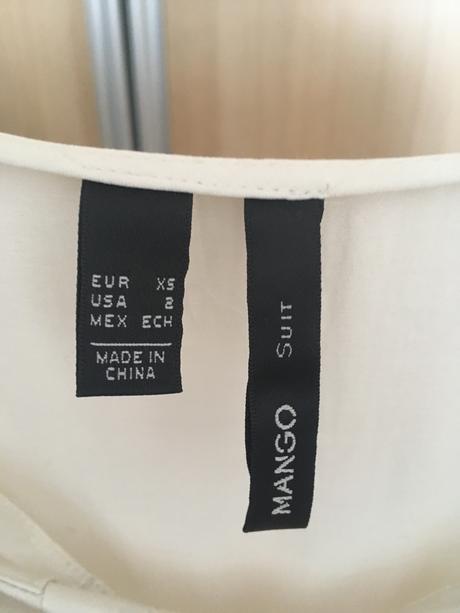 EUR XS
USA 2
MEX ECH
MADE IN
CHINA
MANGO SUIT